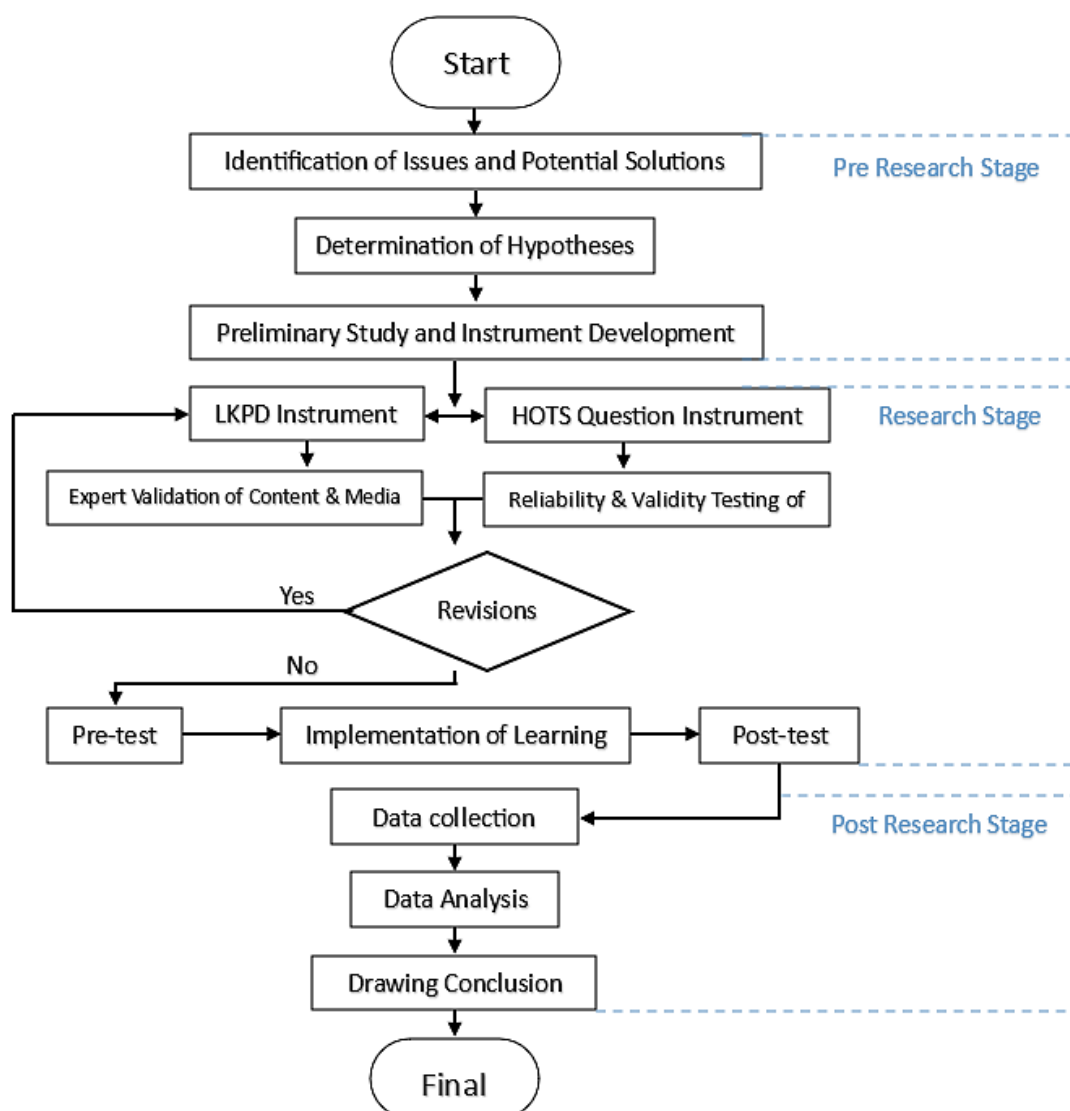 Start
Identification of Issues and Potential Solutions
Pre Research Stage
Determination of Hypotheses
Preliminary Study and Instrument Development
LKPD Instrument
HOTS Question Instrument
Research Stage
Expert Validation of Content & Media
Reliability & Validity Testing of
Yes
Revisions
No
Pre-test
Implementation of Learning
Post-test
Data collection
Post Research Stage
Data Analysis
Drawing Conclusion
Final